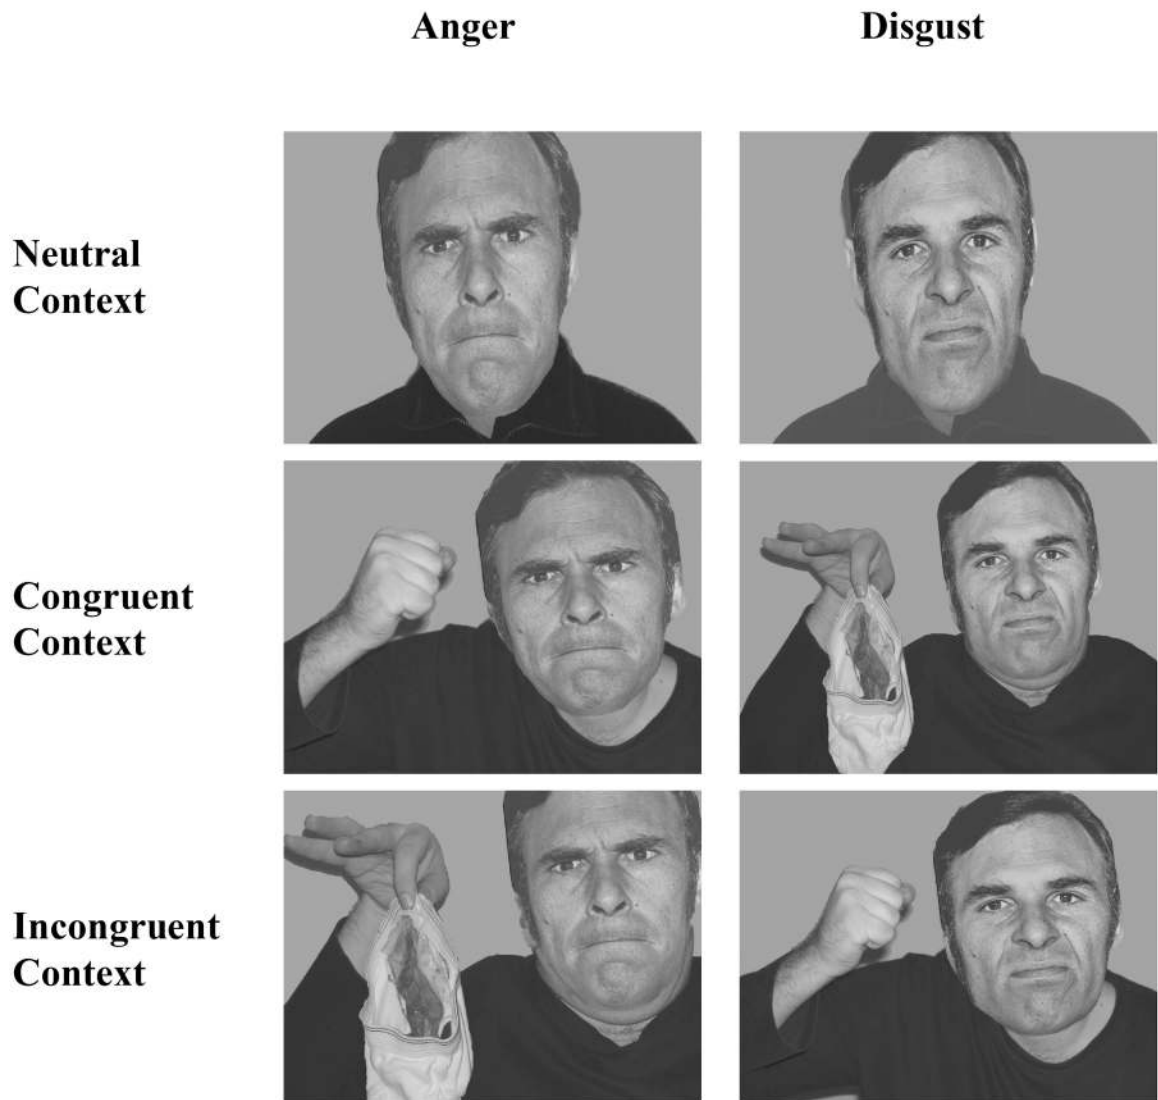 Anger
Disgust
Neutral
Context
Congruent
Context
Incongruent
Context